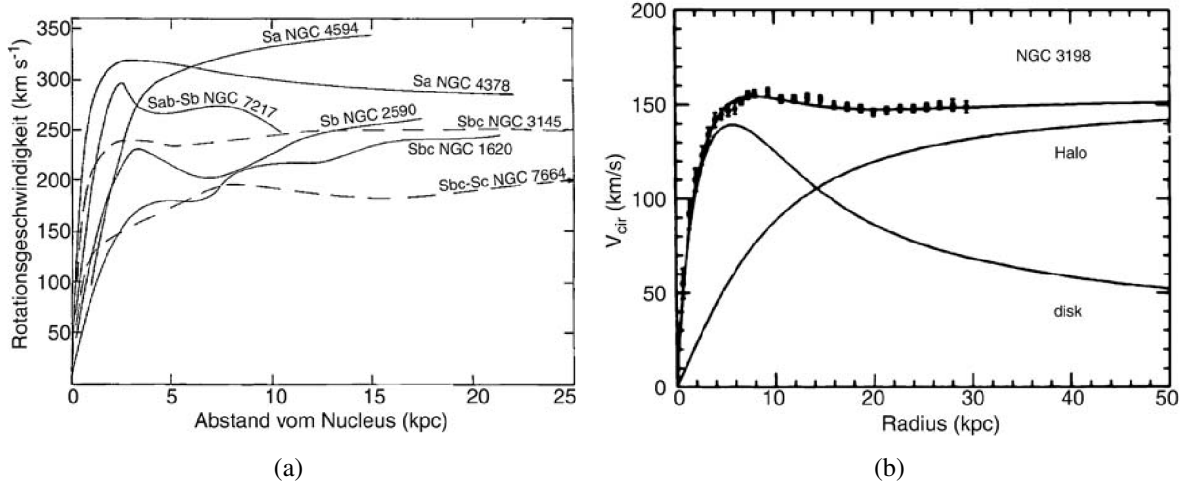 Rotationsgeschwindigkeit (km s⁻¹)
350
300
250
200
150
100
50
0
5
10
15
20
25
Abstand vom Nucleus (kpc)
Sa NGC 4594
Sa NGC 4378
Sab-Sb NGC 7217
Sb NGC 2590
Sbc NGC 3145
Sbc NGC 1620
Sbc-Sc NGC 7664
(a)
V_cir (km/s)
200
150
100
50
0
0
10
20
30
40
50
Radius (kpc)
NGC 3198
Halo
disk
(b)